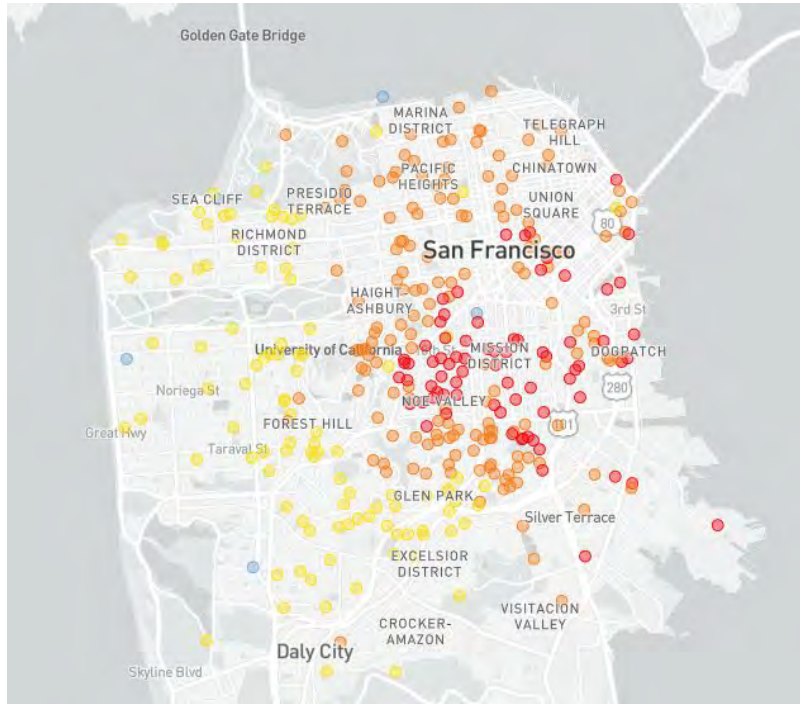 Golden Gate Bridge
MARINA
DISTRICT
TELEGRAPH
HILL
PACIFIC
HEIGHTS
CHINATOWN
SEA CLIFF
PRESIDIO
TERRACE
UNION
SQUARE
RICHMOND
DISTRICT
80
San Francisco
HAIGHT-
ASHBURY
3rd St
University of California
MISSION
DISTRICT
DOGPATCH
280
Noriega St
NOE VALLEY
Great Hwy
FOREST HILL
101
Taraval St
GLEN PARK
Silver Terrace
EXCELSIOR
DISTRICT
CROCKER-
AMAZON
VISITACION
VALLEY
Daly City
Skyline Blvd